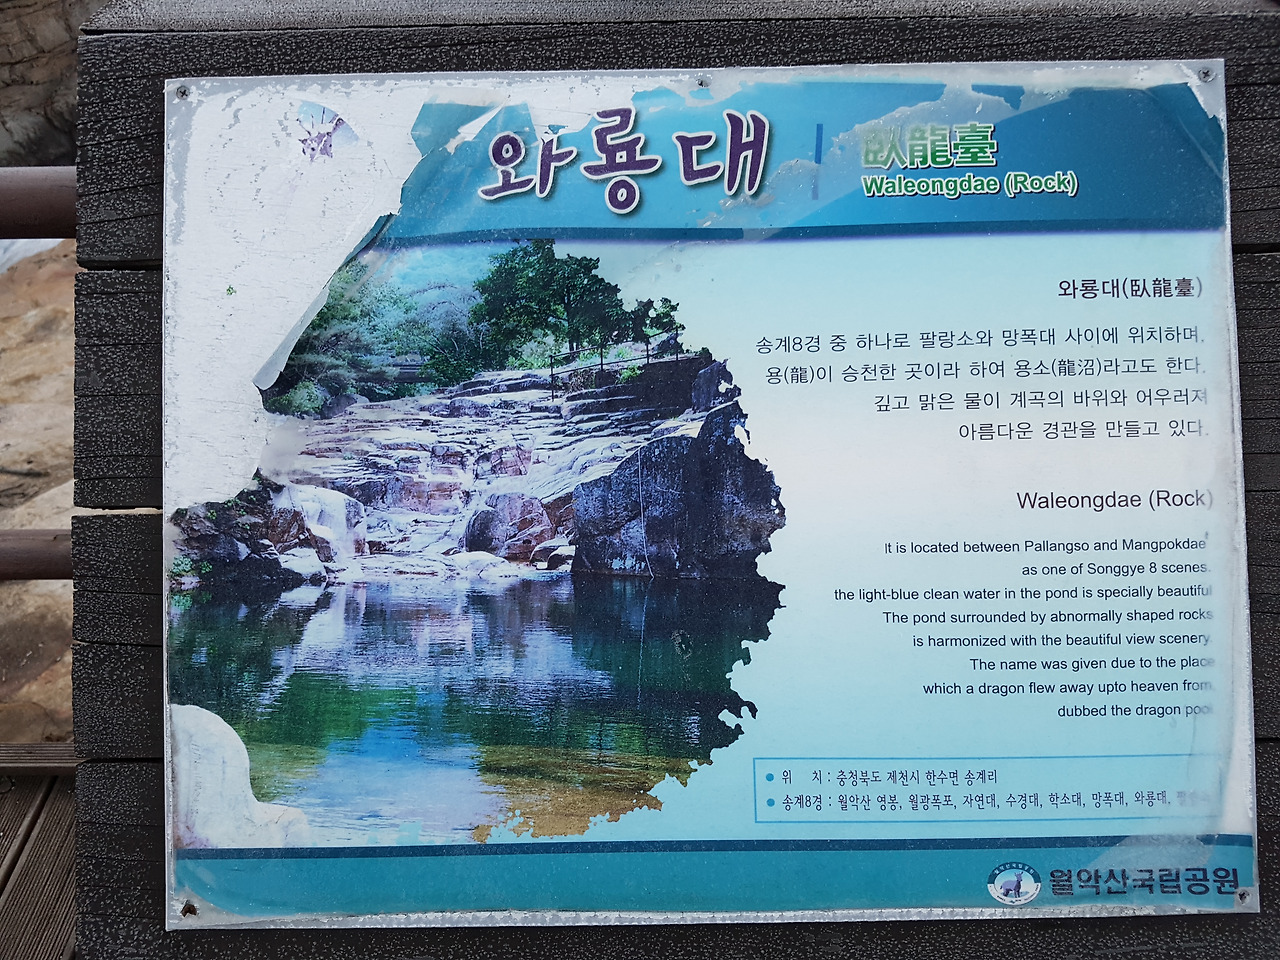 와룡대
臥龍臺
Waleongdae (Rock)
와룡대(臥龍臺)
송계8경 중 하나로 팔랑소와 망폭대 사이에 위치하며,
용(龍)이 승천한 곳이라 하여 용소(龍沼)라고도 한다.
깊고 맑은 물이 계곡의 바위와 어우러져
아름다운 경관을 만들고 있다.
Waleongdae (Rock)
It is located between Pallangso and Mangpokdae
as one of Songgye 8 scenes.
the light-blue clean water in the pond is specially beautiful
The pond surrounded by abnormally shaped rocks
is harmonized with the beautiful view scenery
The name was given due to the place
which a dragon flew away upto heaven from,
dubbed the dragon pool
• 위 치 : 충청북도 제천시 한수면 송계리
• 송계8경 : 월악산 영봉, 월광폭포, 자연대, 수경대, 학소대, 망폭대, 와룡대,
월악산국립공원